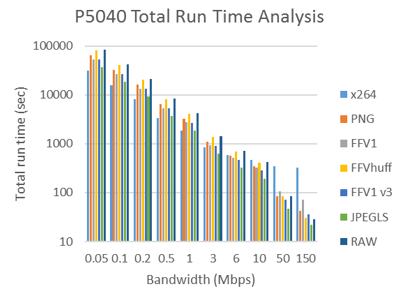 P5040 Total Run Time Analysis
Total run time (sec)
100000
10000
1000
100
10
0.05 0.1 0.2 0.5 1 3 6 10 50 150
Bandwidth (Mbps)
x264
PNG
FFV1
FFVhuff
FFV1 v3
JPEGLS
RAW